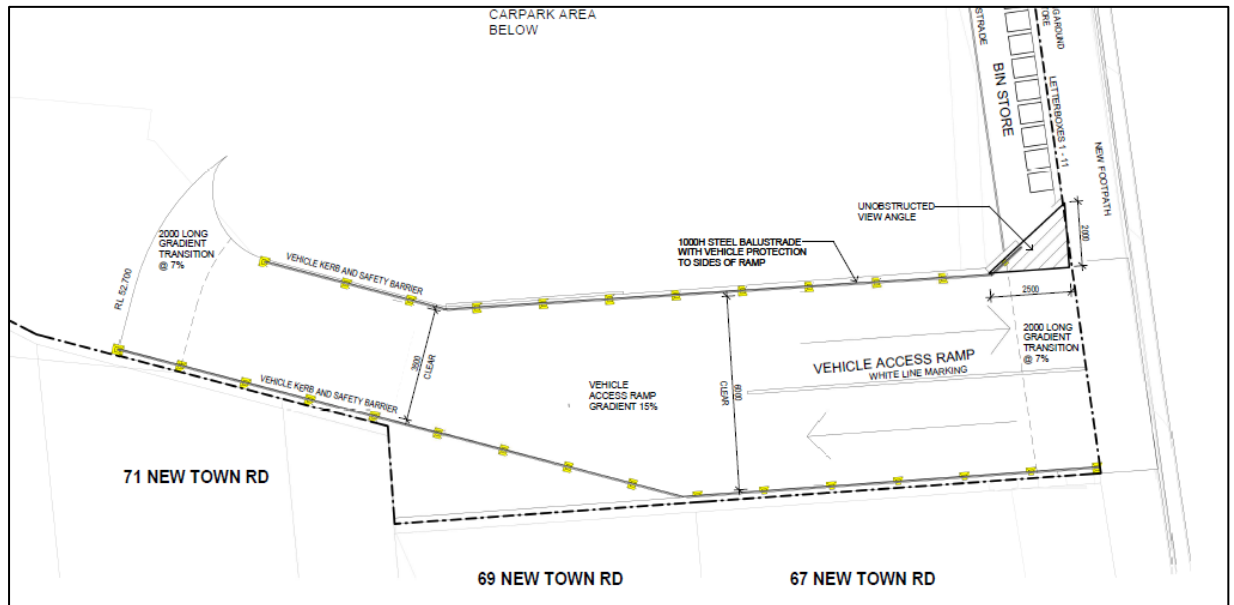 CARPARK AREA
BELOW
STRADE
BIN STORE
LETTERBOXES 1 -11
NEW FOOTPATH
UNOBSTRUCTED
VIEW ANGLE
2000
2500
1000H STEEL BALUSTRADE
WITH VEHICLE PROTECTION
TO SIDES OF RAMP
2000 LONG
GRADIENT
TRANSITION
@ 7%
RL 52.700
VEHICLE KERB AND SAFETY BARRIER
VEHICLE KERB AND SAFETY BARRIER
3600
CLEAR
VEHICLE
ACCESS RAMP
GRADIENT 15%
6000
CLEAR
VEHICLE ACCESS RAMP
WHITE LINE MARKING
2000 LONG
GRADIENT
TRANSITION
@ 7%
71 NEW TOWN RD
69 NEW TOWN RD
67 NEW TOWN RD